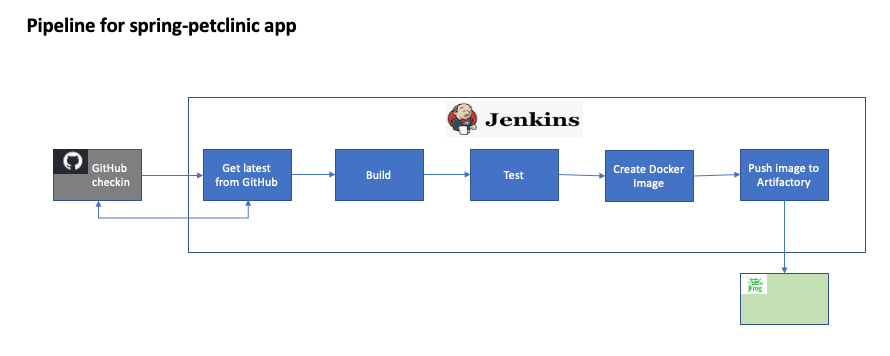 Pipeline for spring-petclinic app
Jenkins
GitHub
checkin
Get latest
from GitHub
Build
Test
Create Docker
Image
Push image to
Artifactory
JFrog